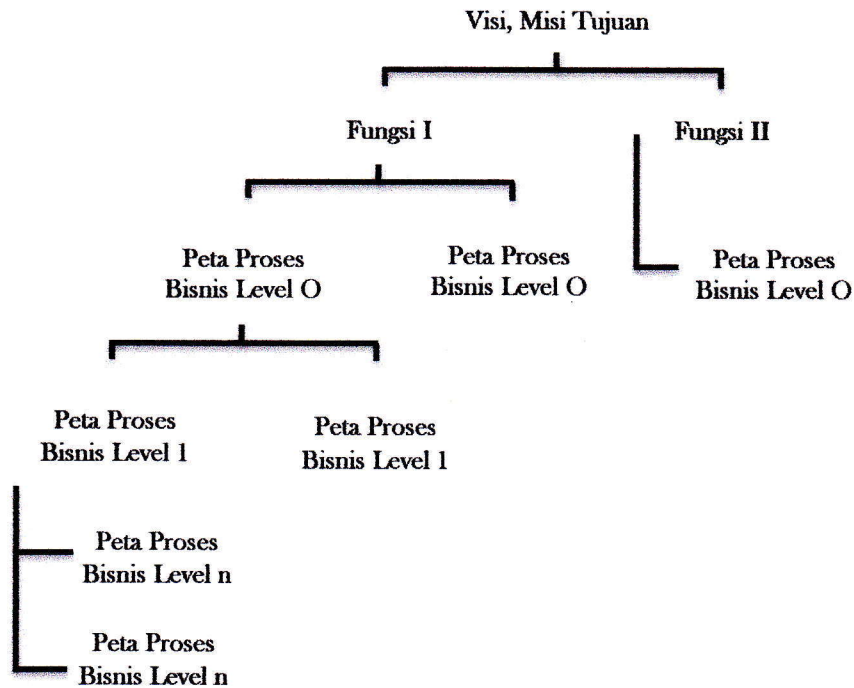 Visi, Misi Tujuan
Fungsi I
Fungsi II
Peta Proses
Bisnis Level O
Peta Proses
Bisnis Level O
Peta Proses
Bisnis Level O
Peta Proses
Bisnis Level 1
Peta Proses
Bisnis Level 1
Peta Proses
Bisnis Level n
Peta Proses
Bisnis Level n